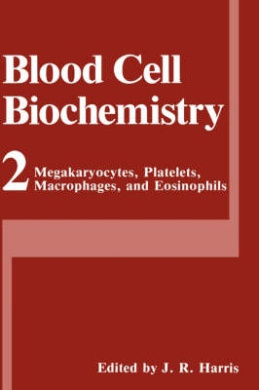 Blood Cell
Biochemistry
2 Megakaryocytes, Platelets,
Macrophages, and Eosinophils
Edited by J. R. Harris